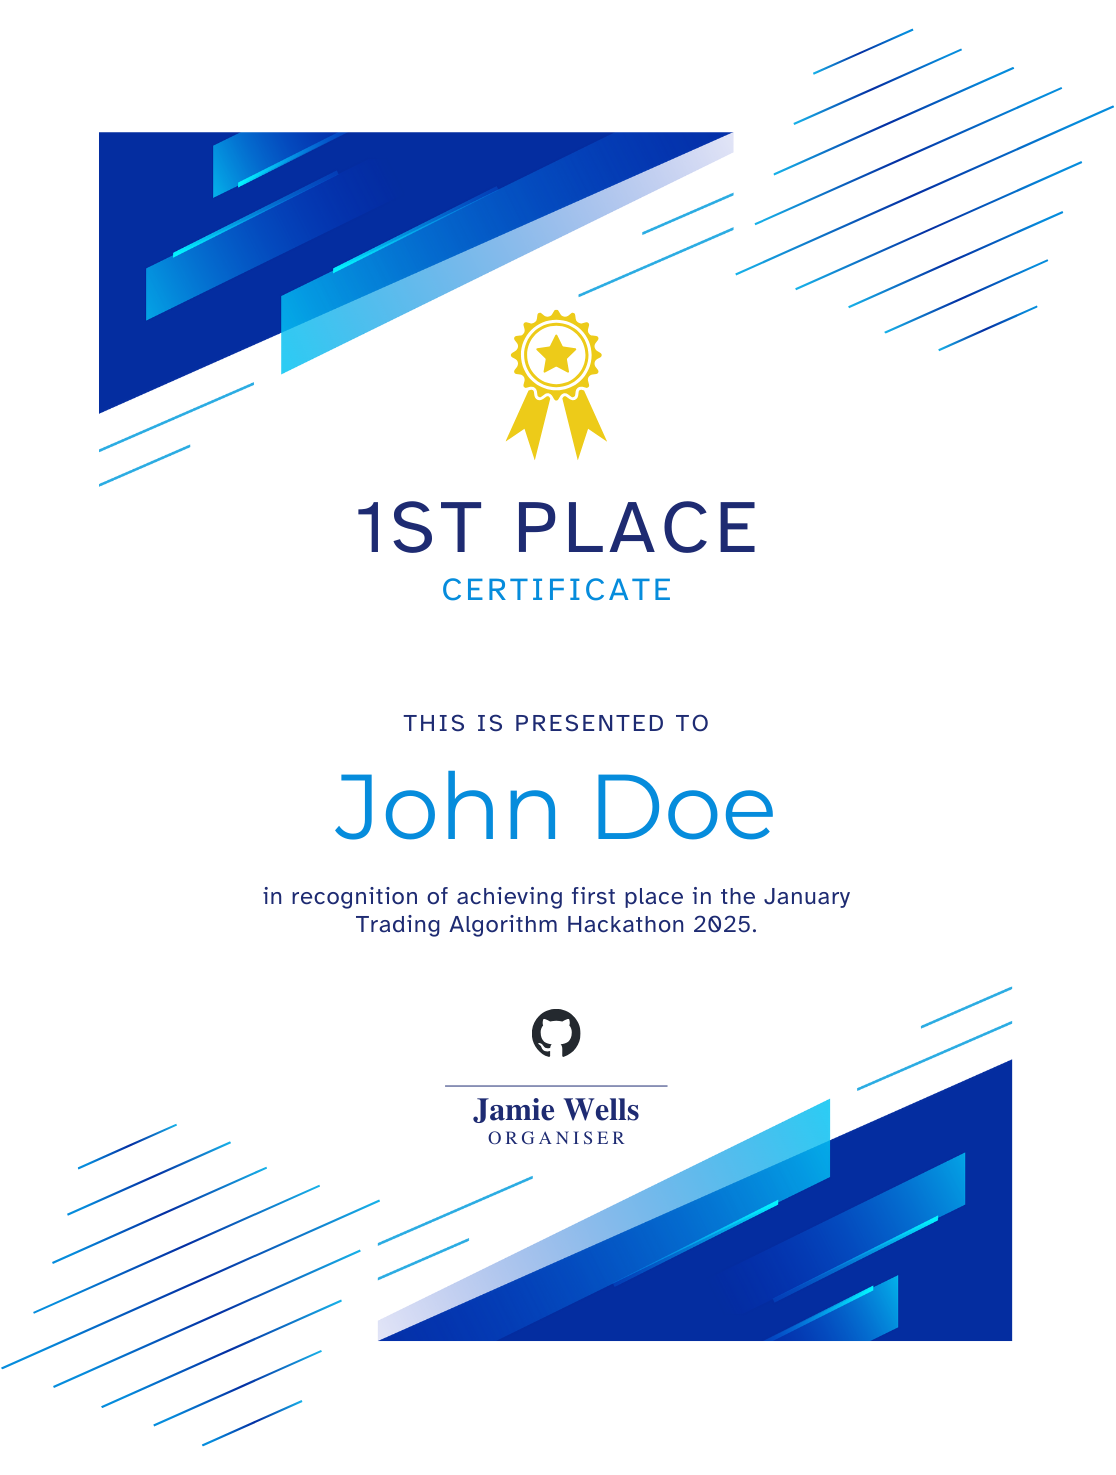 1ST PLACE
CERTIFICATE
THIS IS PRESENTED TO
John Doe
in recognition of achieving first place in the January
Trading Algorithm Hackathon 2025.
Jamie Wells
ORGANISER